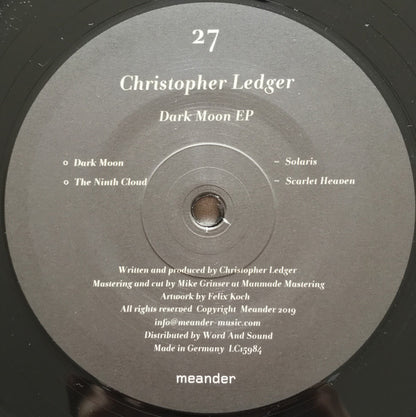 27
Christopher Ledger
Dark Moon EP
o Dark Moon
o The Ninth Cloud
– Solaris
– Scarlet Heaven
Written and produced by Christopher Ledger
Mastering and cut by Mike Grinser at Manmade Mastering
Artwork by Felix Koch
All rights reserved Copyright Meander 2019
info@meander-music.com
Distributed by Word And Sound
Made in Germany LC15984
meander